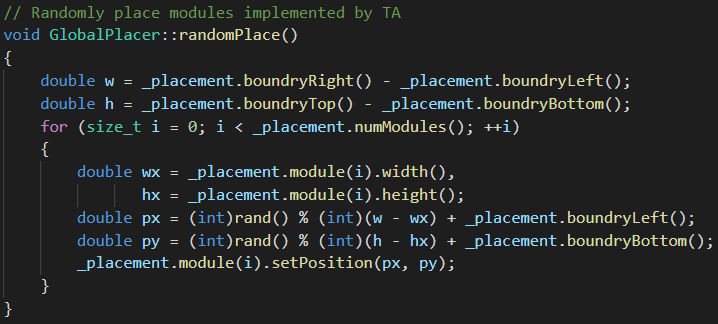 // Randomly place modules implemented by TA
void GlobalPlacer::randomPlace()
{
    double w = _placement.boundryRight() - _placement.boundryLeft();
    double h = _placement.boundryTop() - _placement.boundryBottom();
    for (size_t i = 0; i < _placement.numModules(); ++i)
    {
        double wx = _placement.module(i).width(),
               hx = _placement.module(i).height();
        double px = (int)rand() % (int)(w - wx) + _placement.boundryLeft();
        double py = (int)rand() % (int)(h - hx) + _placement.boundryBottom();
        _placement.module(i).setPosition(px, py);
    }
}